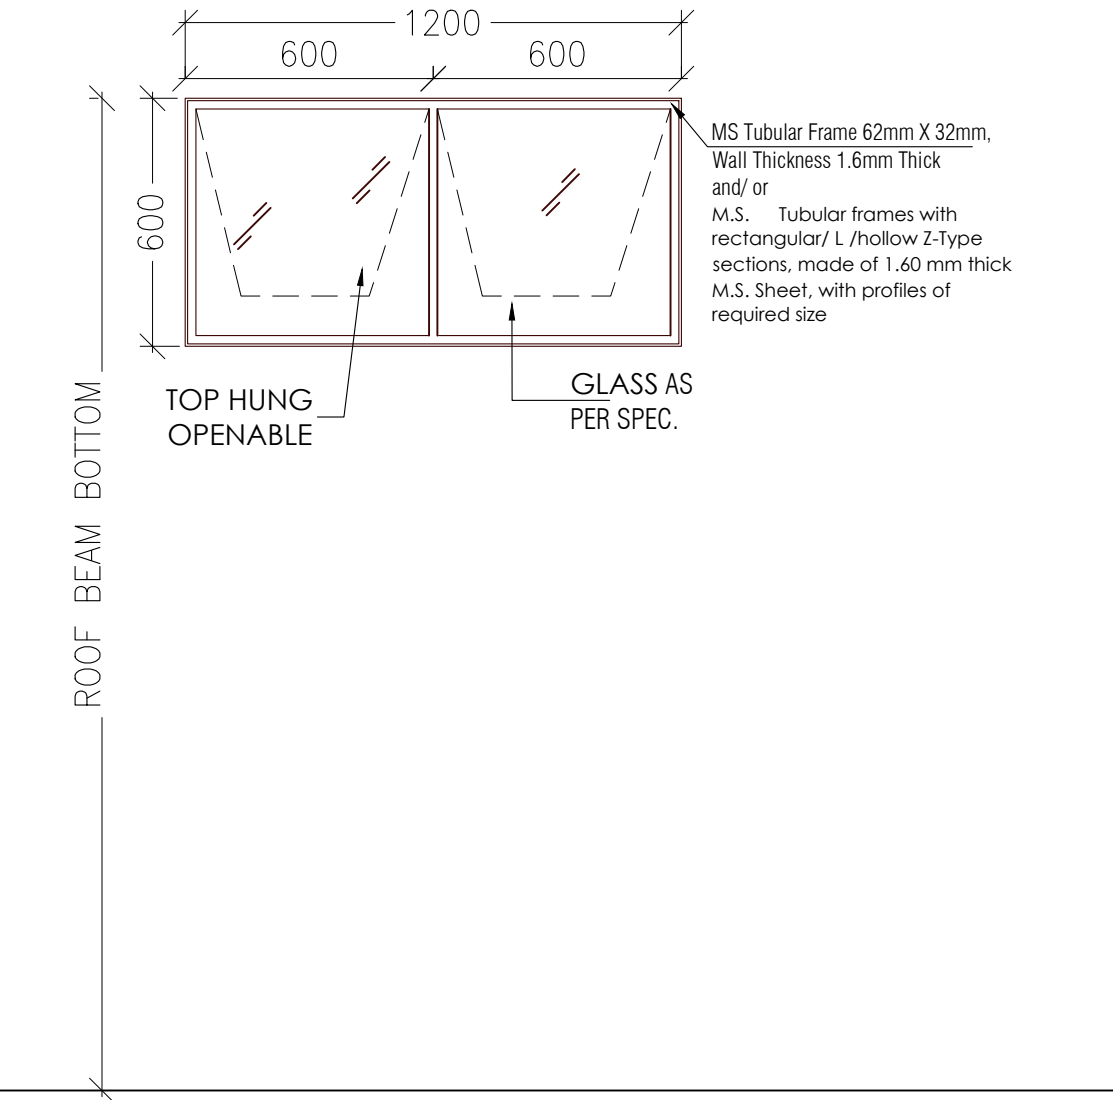 1200
600
600
600
MS Tubular Frame 62mm X 32mm,
Wall Thickness 1.6mm Thick
and/ or
M.S. Tubular frames with
rectangular/ L /hollow Z-Type
sections, made of 1.60 mm thick
M.S. Sheet, with profiles of
required size
TOP HUNG
OPENABLE
GLASS AS
PER SPEC.
ROOF BEAM BOTTOM